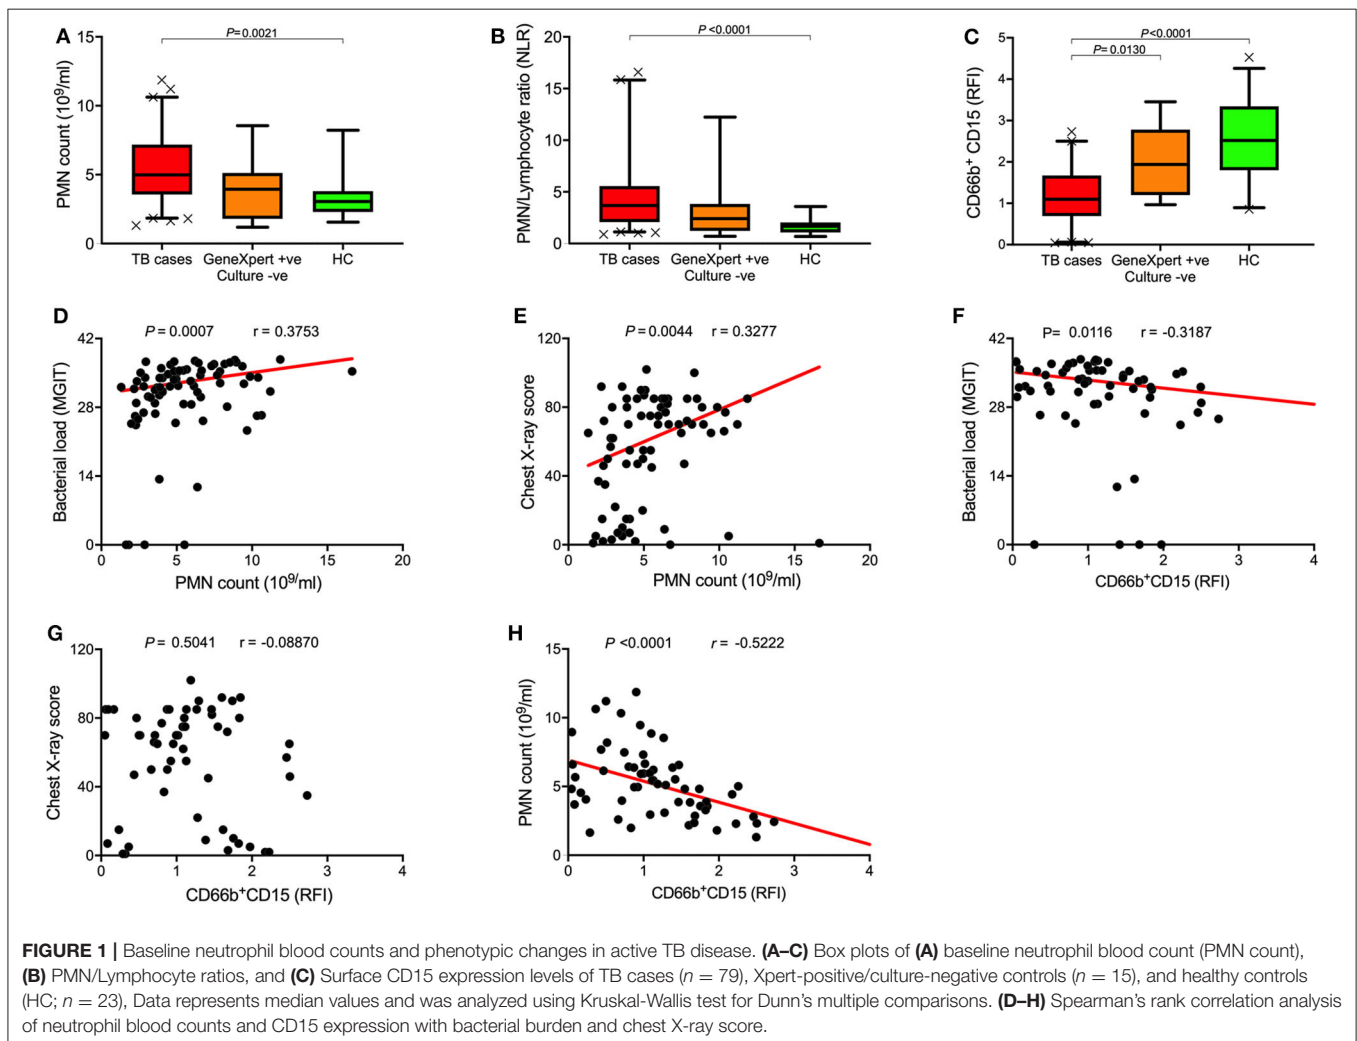 A
P=0.0021
PMN count (10⁹/ml)
15
10
5
0
TB cases
GeneXpert +ve
Culture -ve
HC
B
P <0.0001
PMN/Lymphocyte ratio (NLR)
20
15
10
5
0
TB cases
GeneXpert +ve
Culture -ve
HC
C
P<0.0001
P=0.0130
CD66b⁺ CD15 (RFI)
5
4
3
2
1
0
TB cases
GeneXpert +ve
Culture -ve
HC
D
P = 0.0007 r = 0.3753
Bacterial load (MGIT)
42
28
14
0
0 5 10 15 20
PMN count (10⁹/ml)
E
P = 0.0044 r = 0.3277
Chest X-ray score
120
80
40
0
0 5 10 15 20
PMN count (10⁹/ml)
F
P= 0.0116 r = -0.3187
Bacterial load (MGIT)
42
28
14
0
0 1 2 3 4
CD66b⁺CD15 (RFI)
G
P = 0.5041 r = -0.08870
Chest X-ray score
120
80
40
0
0 1 2 3 4
CD66b⁺CD15 (RFI)
H
P <0.0001 r = -0.5222
PMN count (10⁹/ml)
15
10
5
0
0 1 2 3 4
CD66b⁺CD15 (RFI)
FIGURE 1 | Baseline neutrophil blood counts and phenotypic changes in active TB disease. (A–C) Box plots of (A) baseline neutrophil blood count (PMN count),
(B) PMN/Lymphocyte ratios, and (C) Surface CD15 expression levels of TB cases (n = 79), Xpert-positive/culture-negative controls (n = 15), and healthy controls
(HC; n = 23), Data represents median values and was analyzed using Kruskal-Wallis test for Dunn's multiple comparisons. (D–H) Spearman's rank correlation analysis
of neutrophil blood counts and CD15 expression with bacterial burden and chest X-ray score.